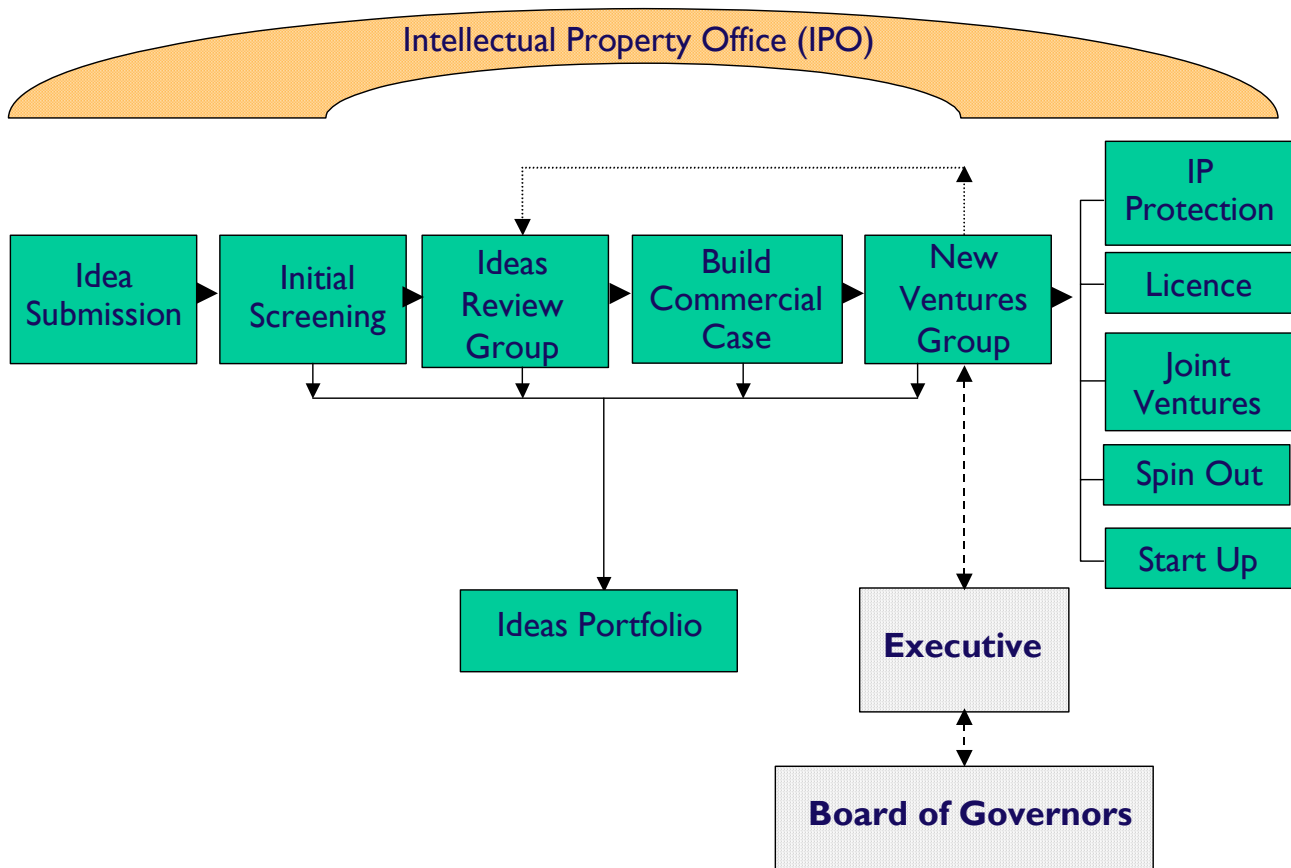 Intellectual Property Office (IPO)
Idea
Submission
Initial
Screening
Ideas
Review
Group
Build
Commercial
Case
New
Ventures
Group
IP
Protection
Licence
Joint
Ventures
Spin Out
Start Up
Ideas Portfolio
Executive
Board of Governors